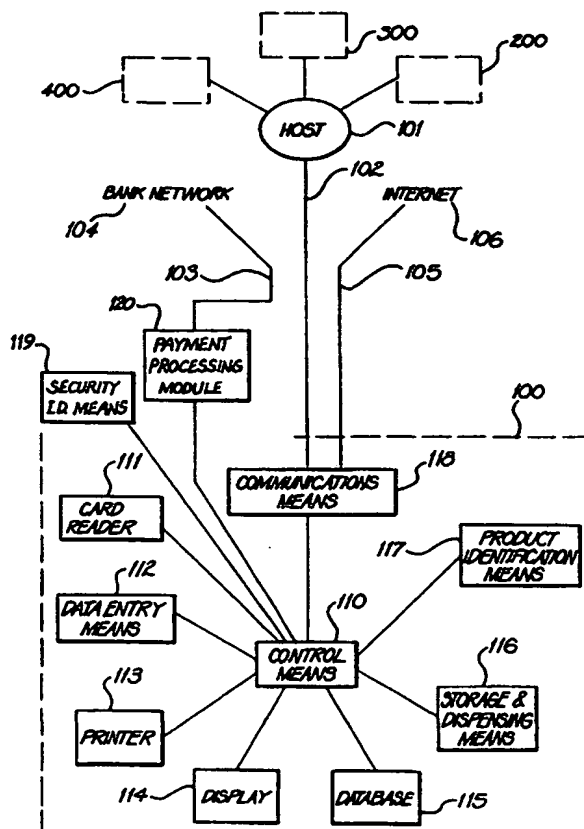 300
400
200
HOST
101
102
BANK NETWORK
INTERNET
104
106
103
105
120
119
PAYMENT
PROCESSING
MODULE
SECURITY
I.D. MEANS
100
118
COMMUNICATIONS
MEANS
111
CARD
READER
117
PRODUCT
IDENTIFICATION
MEANS
112
110
DATA ENTRY
MEANS
CONTROL
MEANS
116
113
STORAGE &
DISPENSING
MEANS
PRINTER
114
DISPLAY
DATABASE
115